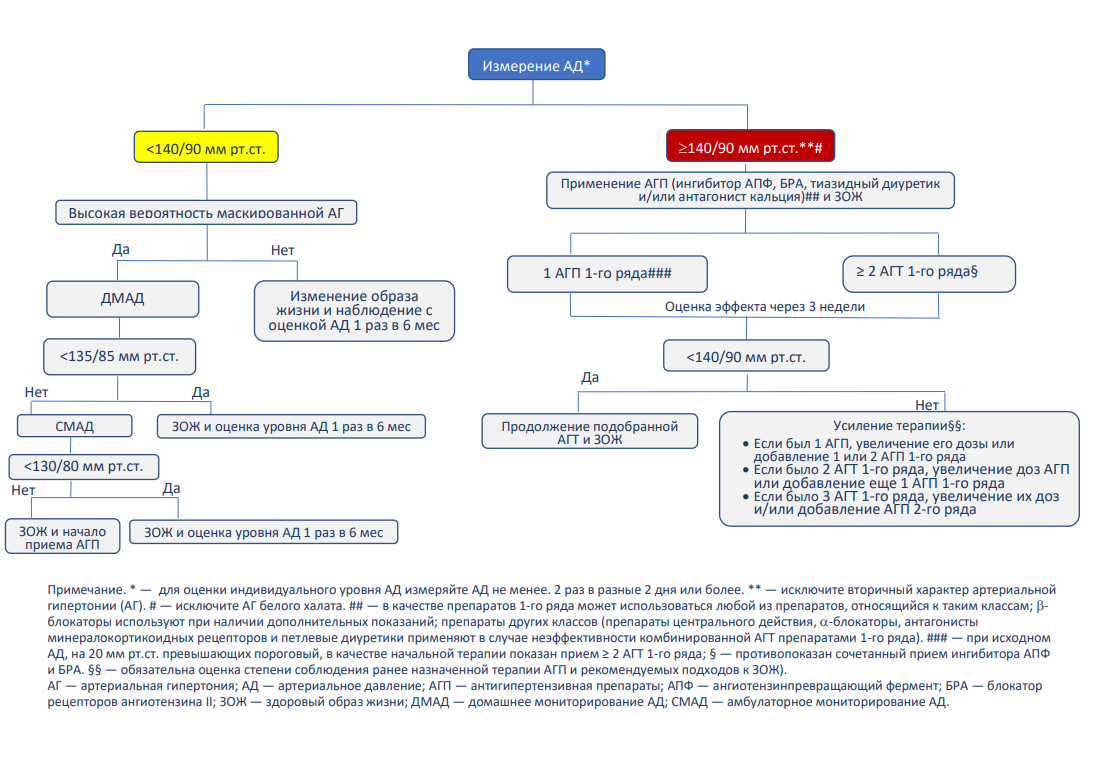 Измерение АД*
<140/90 мм рт.ст.
≥140/90 мм рт.ст.**#
Применение АГП (ингибитор АПФ, БРА, тиазидный диуретик
и/или антагонист кальция)## и ЗОЖ
Высокая вероятность маскированной АГ
Да
Нет
1 АГП 1-го ряда###
≥ 2 АГТ 1-го ряда§
ДМАД
Изменение образа
жизни и наблюдение с
оценкой АД 1 раз в 6 мес
Оценка эффекта через 3 недели
<135/85 мм рт.ст.
<140/90 мм рт.ст.
Нет
Да
Да
Нет
СМАД
ЗОЖ и оценка уровня АД 1 раз в 6 мес
Продолжение подобранной
АГТ и ЗОЖ
Усиление терапии§§:
• Если был 1 АГП, увеличение его дозы или
добавление 1 или 2 АГП 1-го ряда
• Если было 2 АГТ 1-го ряда, увеличение доз АГП
или добавление еще 1 АГП 1-го ряда
• Если было 3 АГТ 1-го ряда, увеличение их доз
и/или добавление АГП 2-го ряда
<130/80 мм рт.ст.
Нет
Да
ЗОЖ и начало
приема АГП
ЗОЖ и оценка уровня АД 1 раз в 6 мес
Примечание. * — для оценки индивидуального уровня АД измеряйте АД не менее. 2 раз в разные 2 дня или более. ** — исключите вторичный характер артериальной
гипертонии (АГ). # — исключите АГ белого халата. ## — в качестве препаратов 1-го ряда может использоваться любой из препаратов, относящийся к таким классам; β-
блокаторы используют при наличии дополнительных показаний; препараты других классов (препараты центрального действия, α-блокаторы, антагонисты
минералокортикоидных рецепторов и петлевые диуретики применяют в случае неэффективности комбинированной АГТ препаратами 1-го ряда). ### — при исходном
АД, на 20 мм рт.ст. превышающих пороговый, в качестве начальной терапии показан прием ≥ 2 АГТ 1-го ряда; § — противопоказан сочетанный прием ингибитора АПФ
и БРА. §§ — обязательна оценка степени соблюдения ранее назначенной терапии АГП и рекомендуемых подходов к ЗОЖ).
АГ — артериальная гипертония; АД — артериальное давление; АГП — антигипертензивная препараты; АПФ — ангиотензинпревращающий фермент; БРА — блокатор
рецепторов ангиотензина II; ЗОЖ — здоровый образ жизни; ДМАД — домашнее мониторирование АД; СМАД — амбулаторное мониторирование АД.